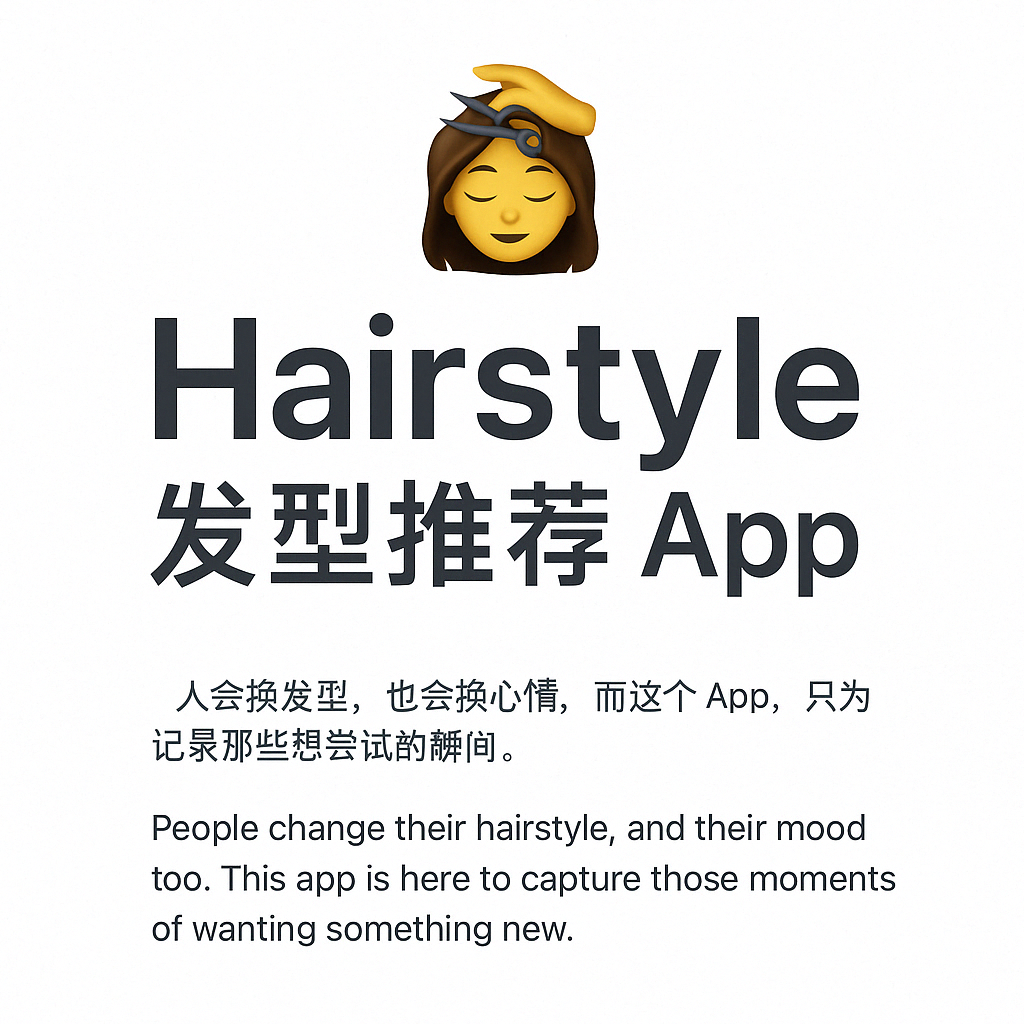 Hairstyle
发型推荐 App
人会换发型，也会换心情，而这个 App，只为
记录那些想尝试的间。
People change their hairstyle, and their mood
too. This app is here to capture those moments
of wanting something new.